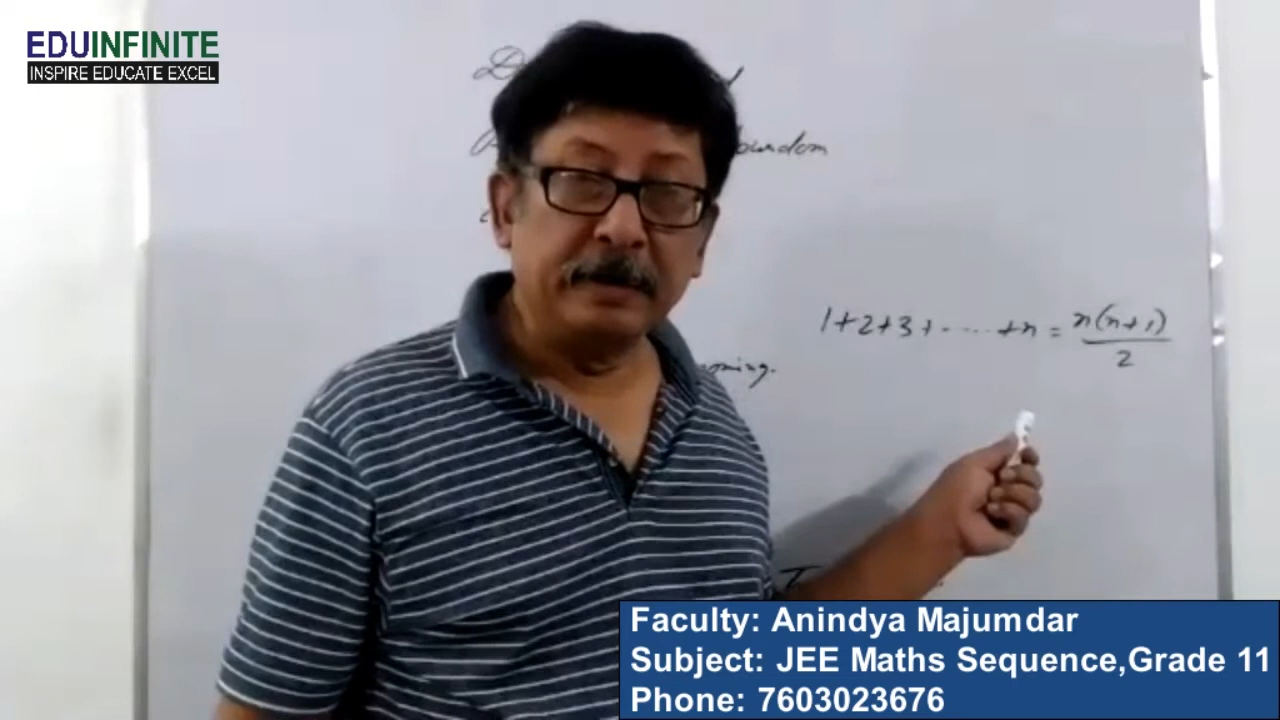 EDUINFINITE
INSPIRE EDUCATE EXCEL
1+2+3+.....+n = n(n+1)
2
Faculty: Anindya Majumdar
Subject: JEE Maths Sequence,Grade 11
Phone: 7603023676